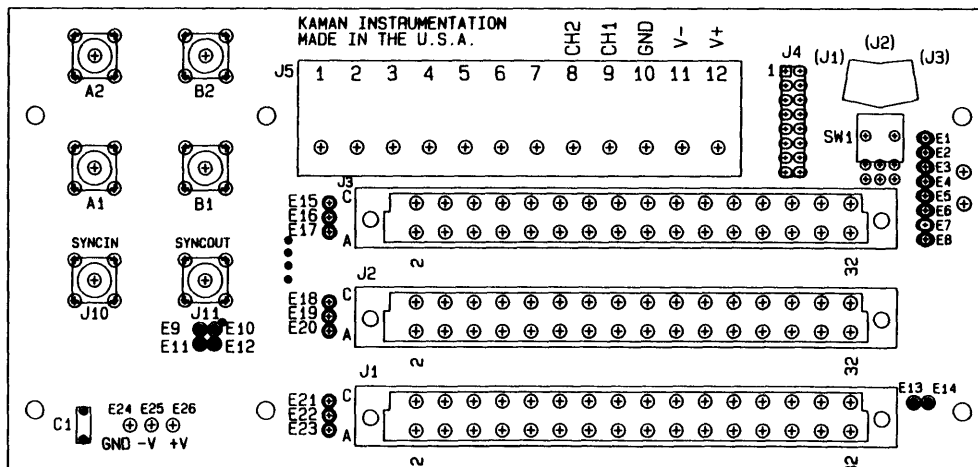 KAMAN INSTRUMENTATION
MADE IN THE U.S.A.
CH2 CH1 GND V- V+
J5 1 2 3 4 5 6 7 8 9 10 11 12
J4
1
(J1) (J2) (J3)
SW1
E1
E2
E3
E4
E5
E6
E7
E8
A2 B2
A1 B1
SYNCIN SYNCOUT
J10 J11
E9 E10
E11 E12
J3
E15 C
E16
E17 A
2 32
J2
E18 C
E19
E20 A
2 32
J1
E21 C
E22
E23 A
2 32
E13 E14
C1
E24 E25 E26
GND -V +V